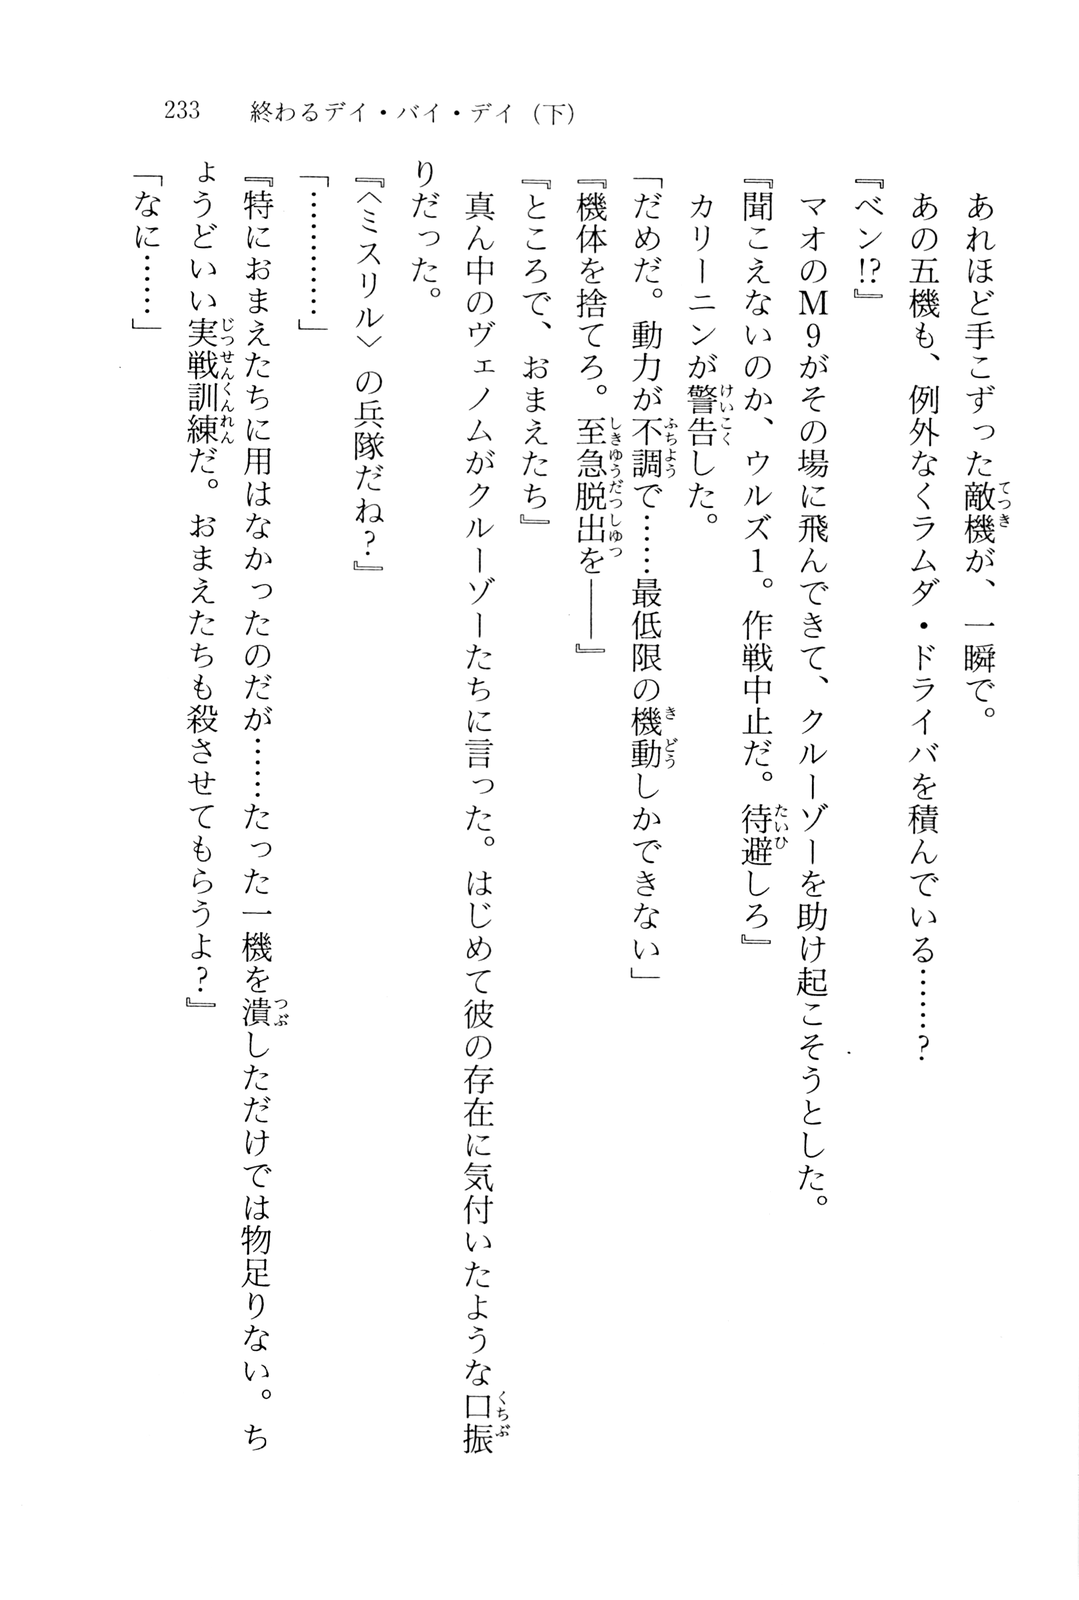 233　終わるデイ・バイ・デイ（下）
　あれほど手こずった敵機が、一瞬で。
　あの五機も、例外なくラムダ・ドライバを積んでいる……？
『ベン!?』
　マオのM9がその場に飛んできて、クルーゾーを助け起こそうとした。
『聞こえないのか、ウルズ1。作戦中止だ。待避しろ』
　カリーニンが警告した。
「だめだ。動力が不調で……最低限の機動しかできない」
『機体を捨てろ。至急脱出を――』
『ところで、おまえたち』
　真ん中のヴェノムがクルーゾーたちに言った。はじめて彼の存在に気付いたような口振
りだった。
『〈ミスリル〉の兵隊だね？』
「…………」
『特におまえたちに用はなかったのだが……たった一機を潰しただけでは物足りない。ち
ょうどいい実戦訓練だ。おまえたちも殺させてもらうよ？』
「なに……」